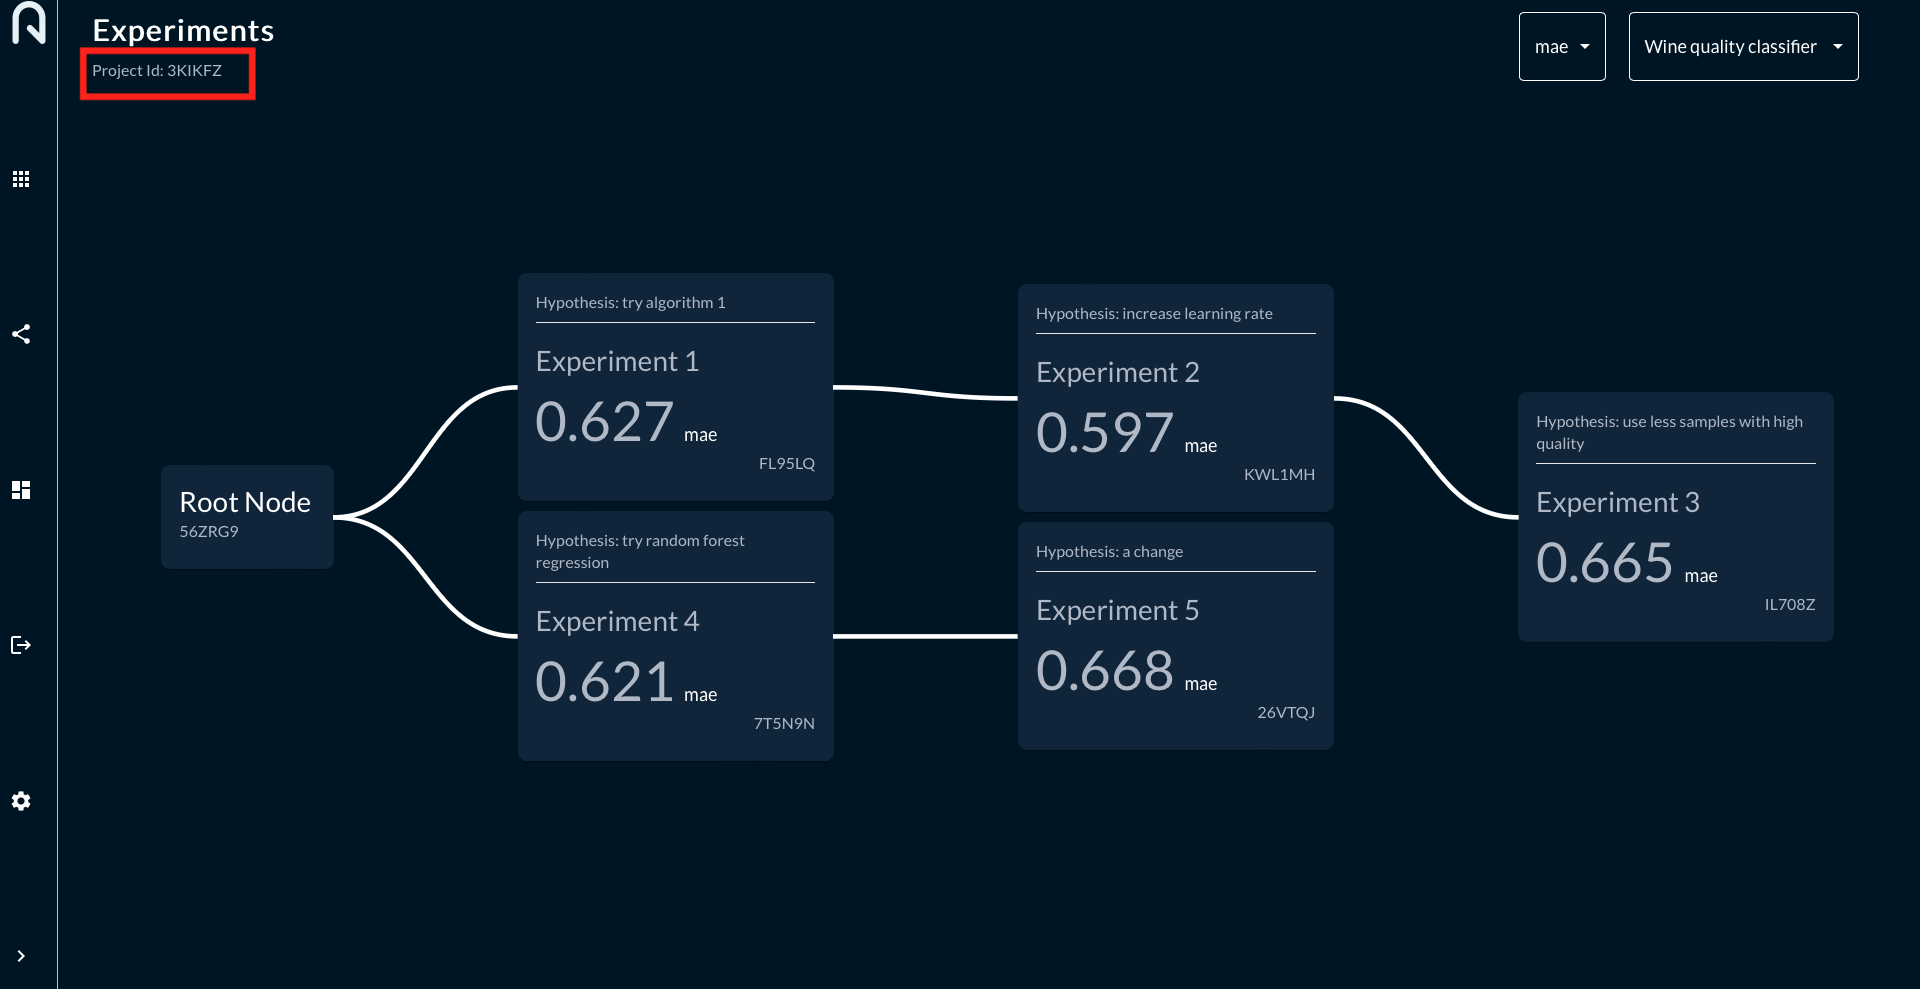 Experiments
Project Id: 3KIKFZ
mae
Wine quality classifier
Root Node
56ZRG9
Hypothesis: try algorithm 1
Experiment 1
0.627 mae
FL95LQ
Hypothesis: try random forest
regression
Experiment 4
0.621 mae
7T5N9N
Hypothesis: increase learning rate
Experiment 2
0.597 mae
KWL1MH
Hypothesis: a change
Experiment 5
0.668 mae
26VTQJ
Hypothesis: use less samples with high
quality
Experiment 3
0.665 mae
IL708Z